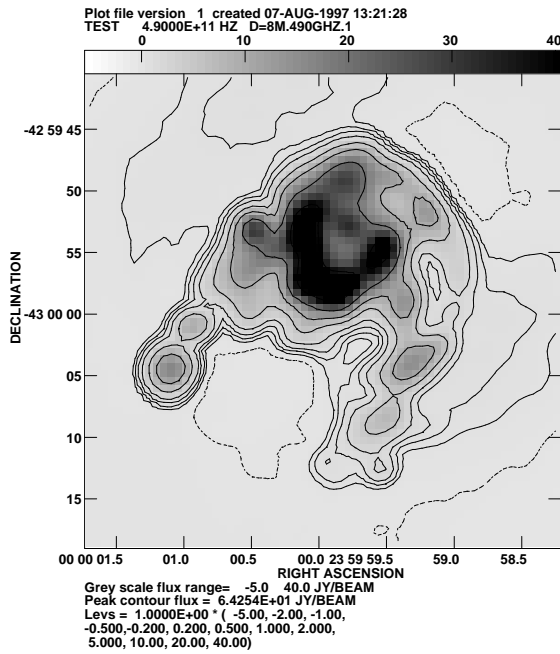 Plot file version 1 created 07-AUG-1997 13:21:28
TEST 4.9000E+11 HZ D=8M.490GHZ.1
0 10 20 30 40
-42 59 45
50
55
DECLINATION
-43 00 00
05
10
15
00 00 01.5 01.0 00.5 00.0 23 59 59.5 59.0 58.5
RIGHT ASCENSION
Grey scale flux range= -5.0 40.0 JY/BEAM
Peak contour flux = 6.4254E+01 JY/BEAM
Levs = 1.0000E+00 * ( -5.00, -2.00, -1.00,
-0.500,-0.200, 0.200, 0.500, 1.000, 2.000,
5.000, 10.00, 20.00, 40.00)